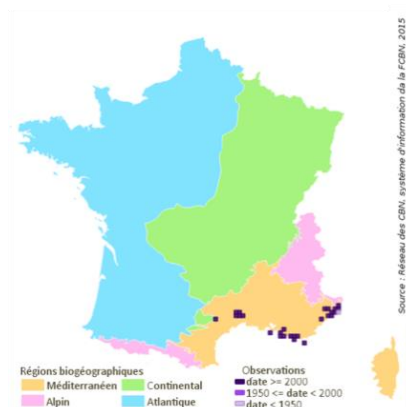 Source : Réseau des CBN, système d'information da la FCBN, 2015
Régions biogéographiques
Méditerranéen
Continental
Alpin
Atlantique
Observations
date >= 2000
1950 <= date < 2000
date < 1950